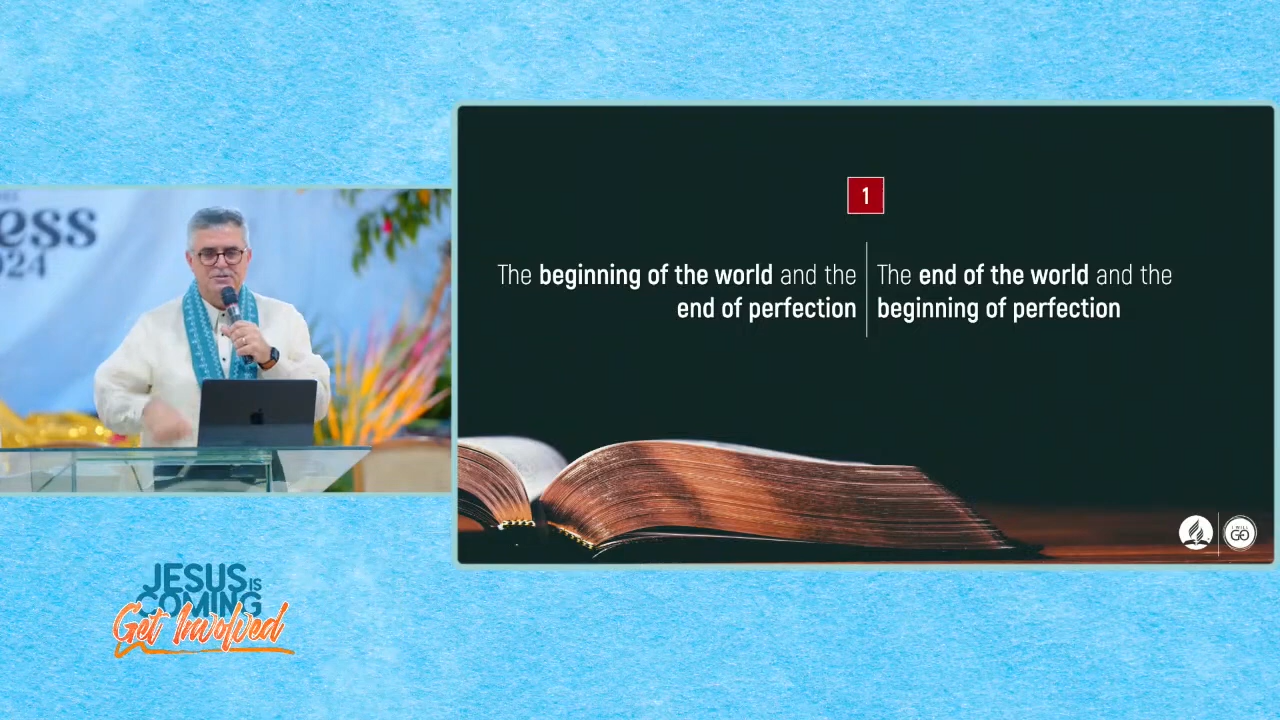 ess
024
1
The beginning of the world and the
end of perfection
The end of the world and the
beginning of perfection
I WILL
GO
JESUS IS
COMING
Get Involved